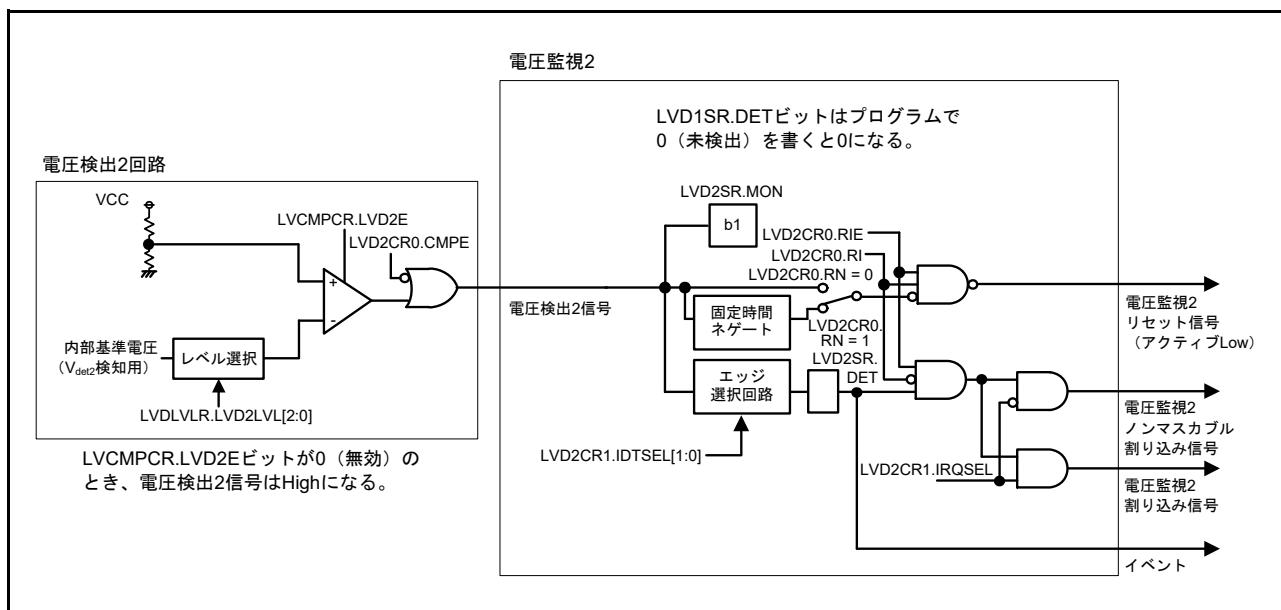 電圧監視2
LVD1SR.DETビットはプログラムで
0（未検出）を書くと0になる。
電圧検出2回路
VCC
LVCMPCR.LVD2E
LVD2CR0.CMPE
+
-
内部基準電圧
（Vdet2検知用）
レベル選択
LVDLVLR.LVD2LVL[2:0]
LVCMPCR.LVD2Eビットが0（無効）の
とき、電圧検出2信号はHighになる。
電圧検出2信号
LVD2SR.MON
b1
LVD2CR0.RIE
LVD2CR0.RI
LVD2CR0.RN = 0
固定時間
ネゲート
LVD2CR0.
RN = 1
LVD2SR.
DET
エッジ
選択回路
LVD2CR1.IDTSEL[1:0]
LVD2CR1.IRQSEL
電圧監視2
リセット信号
（アクティブLow）
電圧監視2
ノンマスカブル
割り込み信号
電圧監視2
割り込み信号
イベント